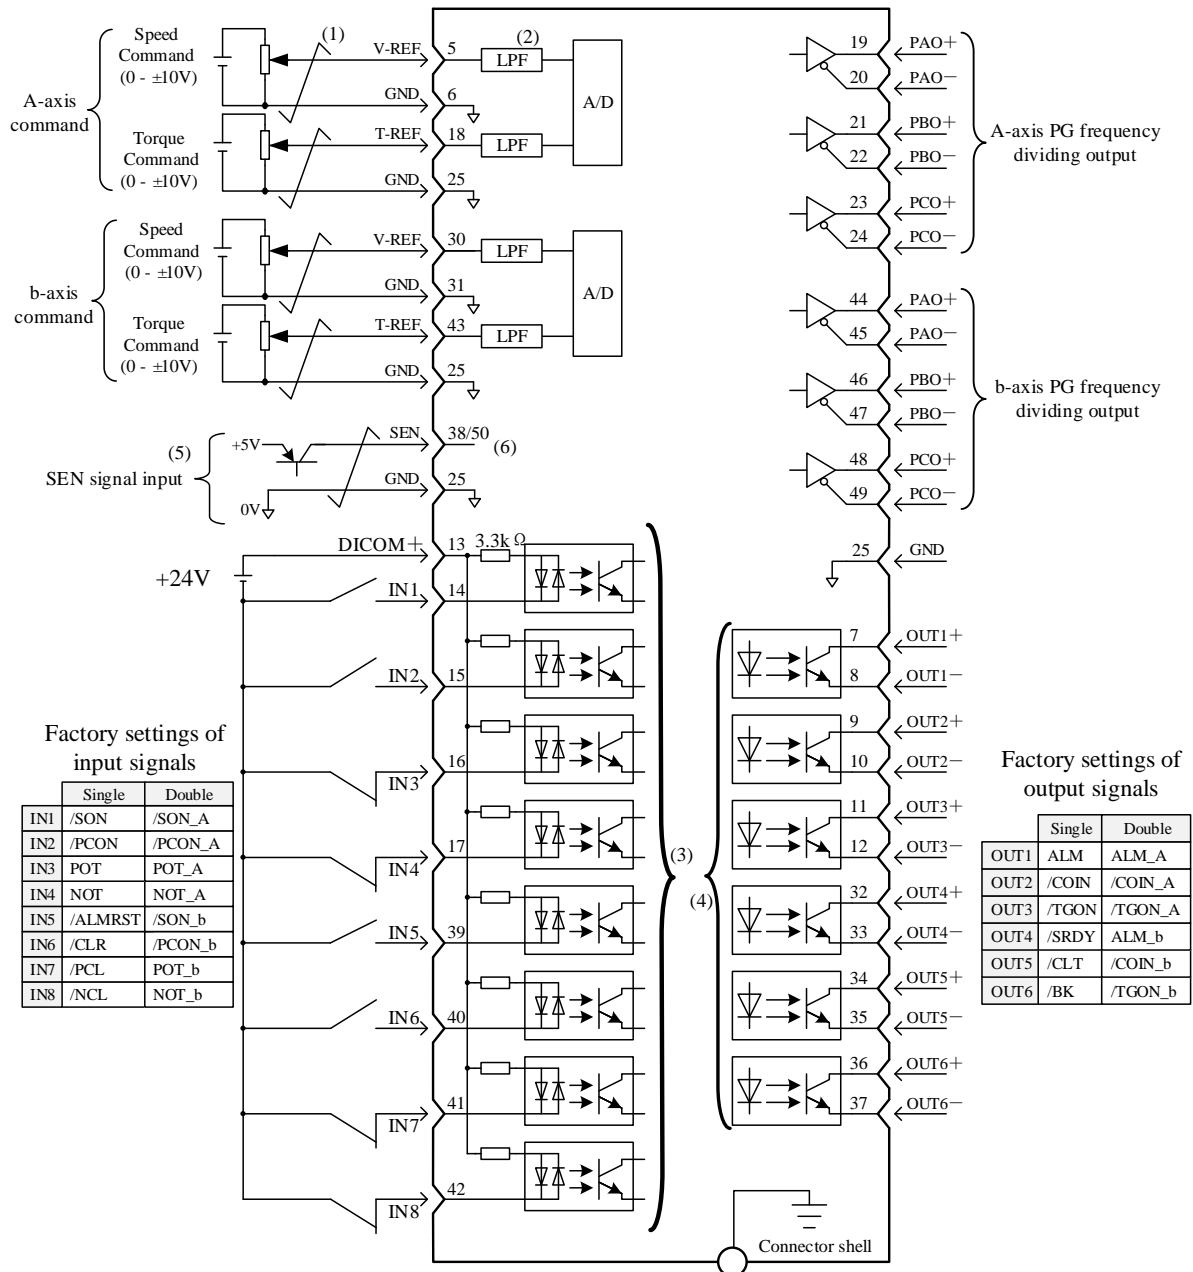 Speed
Command
(0 - ±10V)
(1)
V-REF
5
(2)
LPF
GND
6
A/D
A-axis
command
Torque
Command
(0 - ±10V)
T-REF
18
LPF
GND
25
Speed
Command
(0 - ±10V)
V-REF
30
LPF
GND
31
A/D
b-axis
command
Torque
Command
(0 - ±10V)
T-REF
43
LPF
GND
25
(5)
SEN signal input
+5V
SEN
38/50
(6)
GND
25
0V
DICOM+
13
3.3k Ω
+24V
IN1
14
IN2
15
IN3
16
IN4
17
IN5
39
IN6
40
IN7
41
IN8
42
(3)
(4)
Factory settings of
input signals
Single Double
IN1 /SON /SON_A
IN2 /PCON /PCON_A
IN3 POT POT_A
IN4 NOT NOT_A
IN5 /ALMRST /SON_b
IN6 /CLR /PCON_b
IN7 /PCL POT_b
IN8 /NCL NOT_b
19 PAO+
20 PAO−
21 PBO+
22 PBO−
23 PCO+
24 PCO−
A-axis PG frequency
dividing output
44 PAO+
45 PAO−
46 PBO+
47 PBO−
48 PCO+
49 PCO−
b-axis PG frequency
dividing output
25 GND
7 OUT1+
8 OUT1−
9 OUT2+
10 OUT2−
11 OUT3+
12 OUT3−
32 OUT4+
33 OUT4−
34 OUT5+
35 OUT5−
36 OUT6+
37 OUT6−
Factory settings of
output signals
Single Double
OUT1 ALM ALM_A
OUT2 /COIN /COIN_A
OUT3 /TGON /TGON_A
OUT4 /SRDY ALM_b
OUT5 /CLT /COIN_b
OUT6 /BK /TGON_b
Connector shell